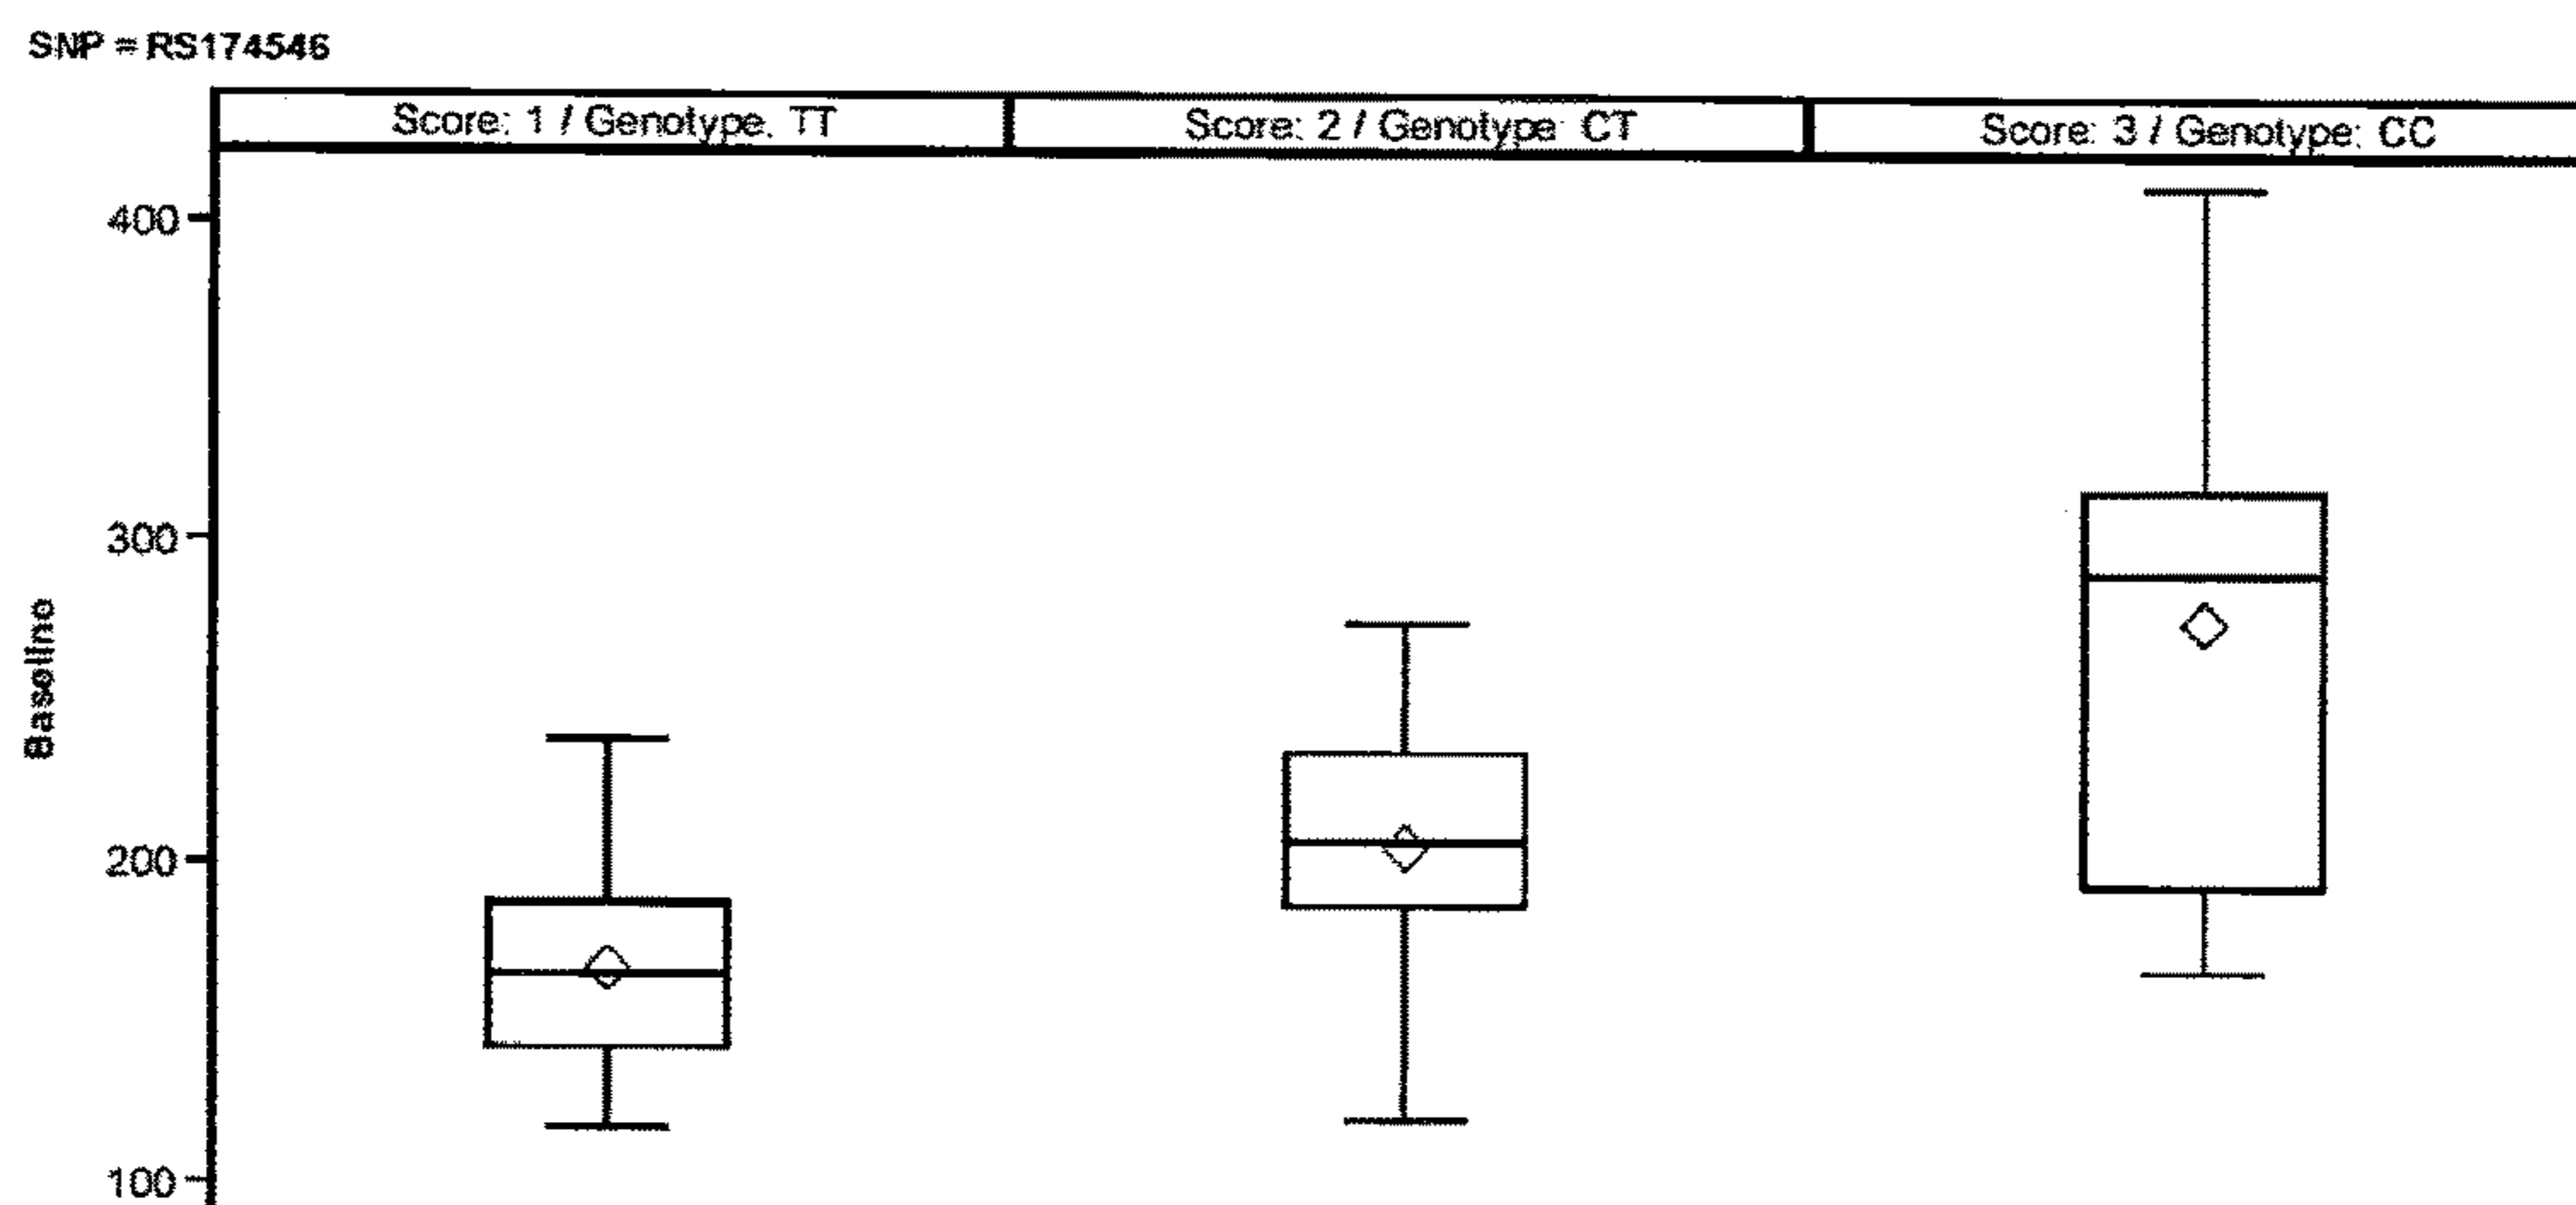 SNP = RS174546
Score: 1 / Genotype. TT
Score: 2 / Genotype CT
Score: 3 / Genotype: CC
400
300
200
100
Baseline